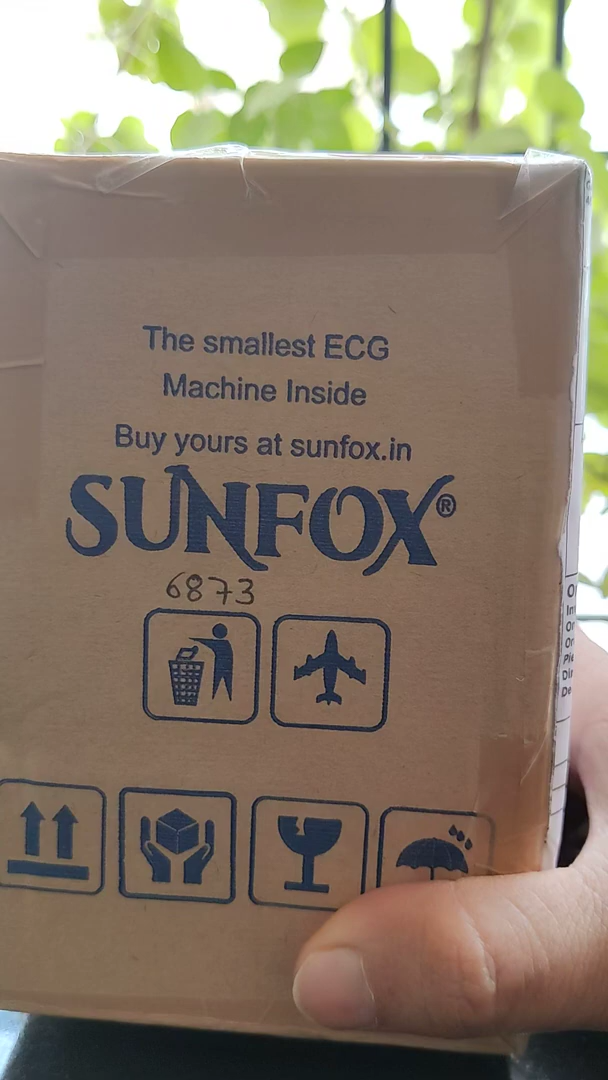 The smallest ECG
Machine Inside
Buy yours at sunfox.in
SUNFOX®
6873